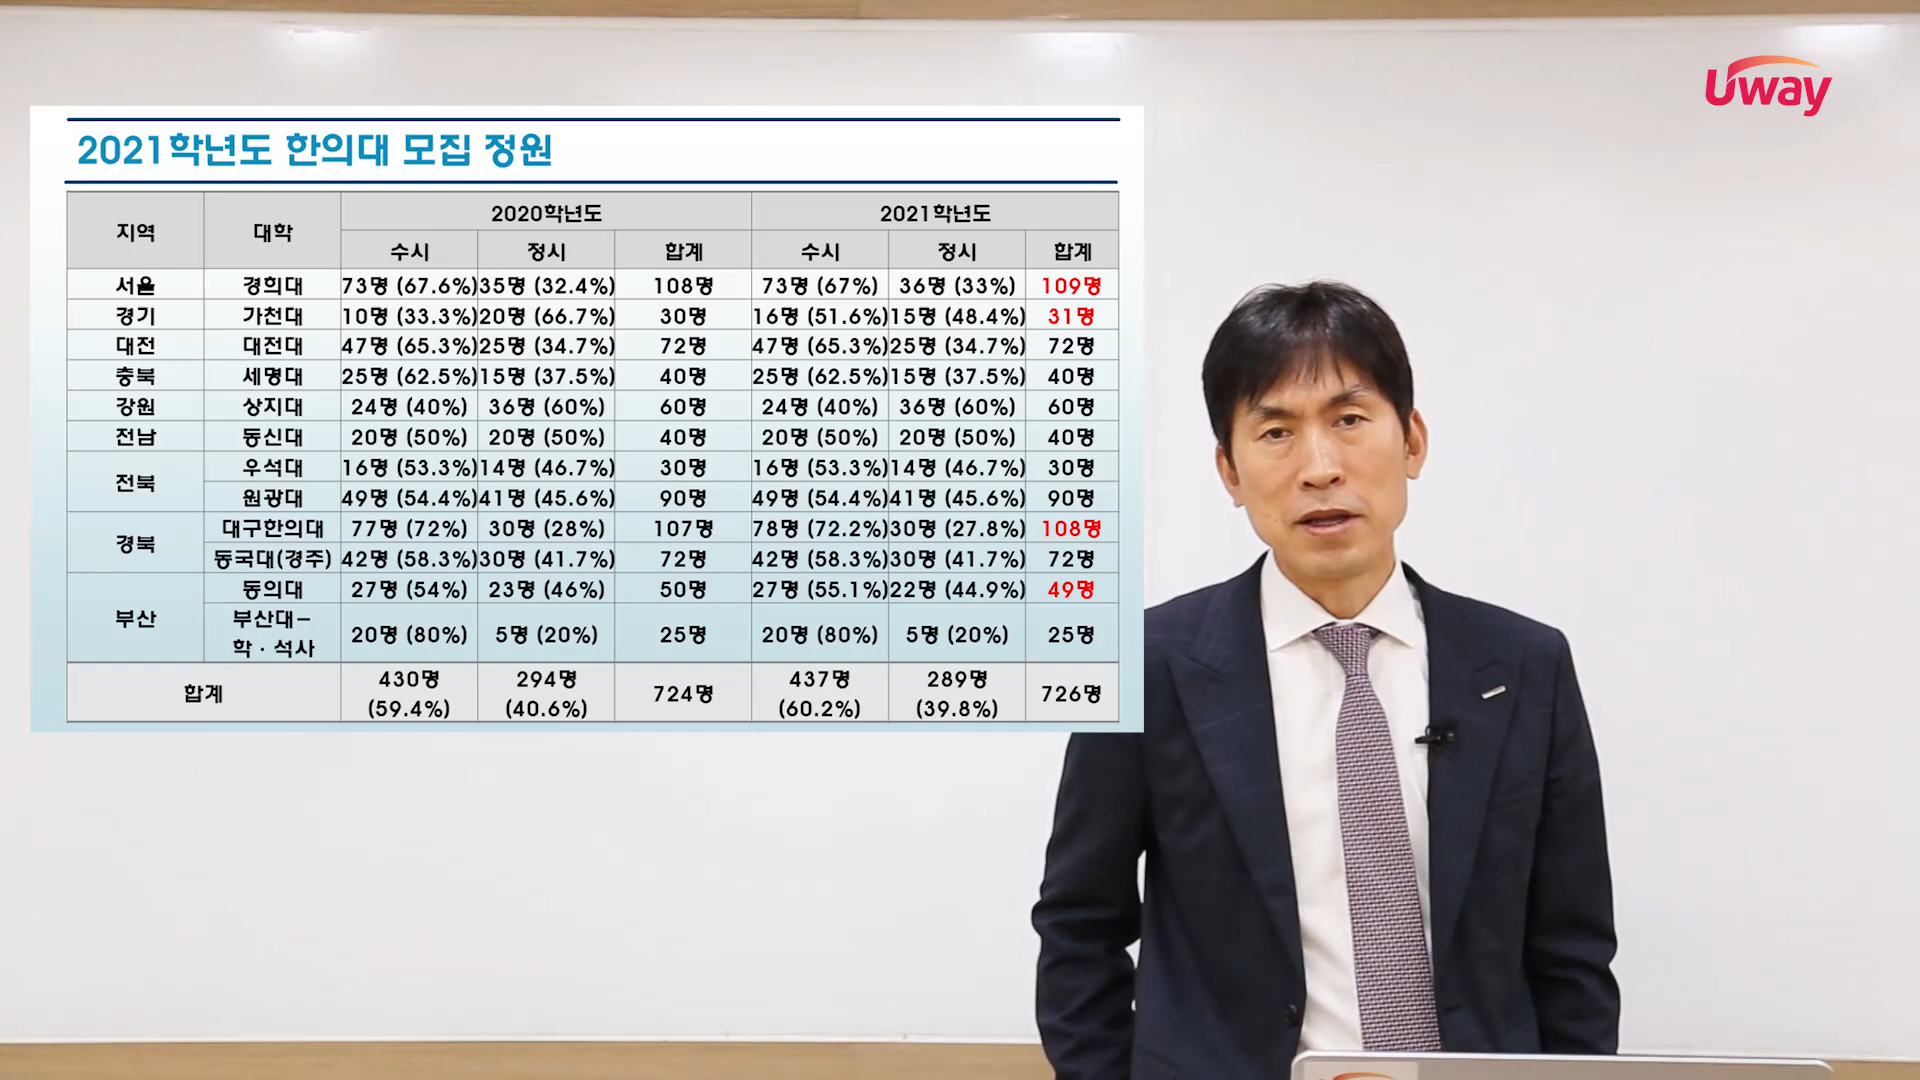 Uway
2021학년도 한의대 모집 정원
지역 대학 2020학년도 2021학년도
수시 정시 합계 수시 정시 합계
서울 경희대 73명 (67.6%) 35명 (32.4%) 108명 73명 (67%) 36명 (33%) 109명
경기 가천대 10명 (33.3%) 20명 (66.7%) 30명 16명 (51.6%) 15명 (48.4%) 31명
대전 대전대 47명 (65.3%) 25명 (34.7%) 72명 47명 (65.3%) 25명 (34.7%) 72명
충북 세명대 25명 (62.5%) 15명 (37.5%) 40명 25명 (62.5%) 15명 (37.5%) 40명
강원 상지대 24명 (40%) 36명 (60%) 60명 24명 (40%) 36명 (60%) 60명
전남 동신대 20명 (50%) 20명 (50%) 40명 20명 (50%) 20명 (50%) 40명
전북 우석대 16명 (53.3%) 14명 (46.7%) 30명 16명 (53.3%) 14명 (46.7%) 30명
원광대 49명 (54.4%) 41명 (45.6%) 90명 49명 (54.4%) 41명 (45.6%) 90명
경북 대구한의대 77명 (72%) 30명 (28%) 107명 78명 (72.2%) 30명 (27.8%) 108명
동국대(경주) 42명 (58.3%) 30명 (41.7%) 72명 42명 (58.3%) 30명 (41.7%) 72명
부산 동의대 27명 (54%) 23명 (46%) 50명 27명 (55.1%) 22명 (44.9%) 49명
부산대-
학·석사 20명 (80%) 5명 (20%) 25명 20명 (80%) 5명 (20%) 25명
합계 430명 294명 724명 437명 289명 726명
(59.4%) (40.6%) (60.2%) (39.8%)